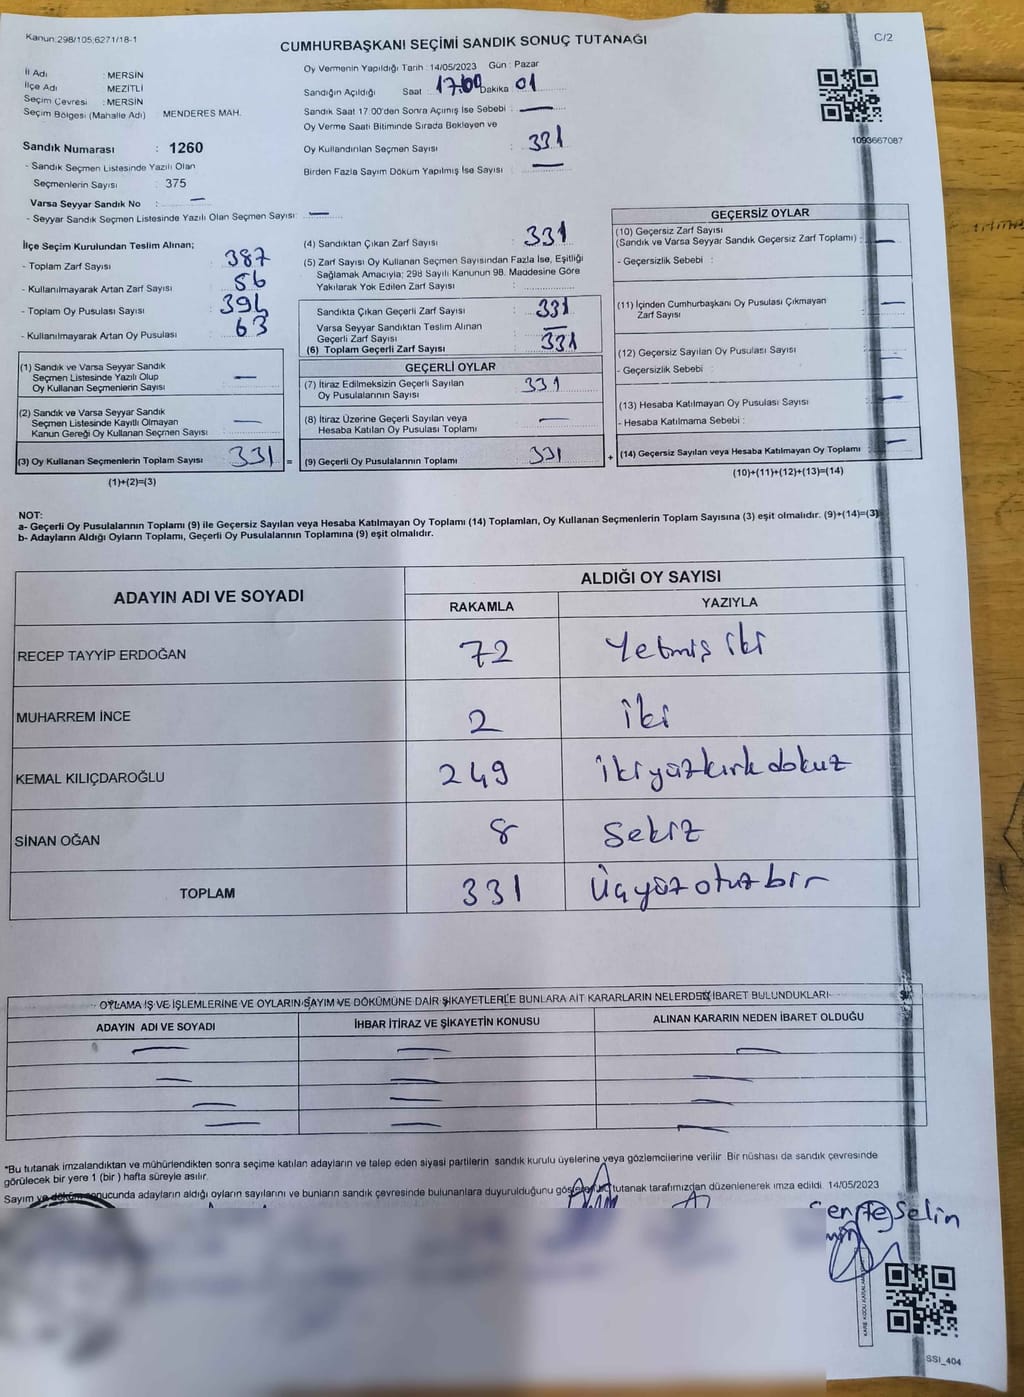 Kanun:298/105;6271/18-1
CUMHURBAŞKANI SEÇİMİ SANDIK SONUÇ TUTANAĞI
C/2
İl Adı : MERSİN
İlçe Adı : MEZİTLİ
Seçim Çevresi : MERSİN
Seçim Bölgesi (Mahalle Adı) MENDERES MAH.
Sandık Numarası : 1260
- Sandık Seçmen Listesinde Yazılı Olan
Seçmenlerin Sayısı : 375
Varsa Seyyar Sandık No : —
- Seyyar Sandık Seçmen Listesinde Yazılı Olan Seçmen Sayısı: —
Oy Vermenin Yapıldığı Tarih : 14/05/2023 Gün : Pazar
Sandığın Açıldığı Saat 17.00 Dakika 01
Sandık Saat 17:00'den Sonra Açımış İse Sebebi : —
Oy Verme Saati Bitiminde Sırada Bekleyen ve
Oy Kullandırılan Seçmen Sayısı : 331
Birden Fazla Sayım Döküm Yapılmış İse Sayısı : —
1093667087
İlçe Seçim Kurulundan Teslim Alınan;
- Toplam Zarf Sayısı : 387
- Kullanılmayarak Artan Zarf Sayısı : 56
- Toplam Oy Pusulası Sayısı : 394
- Kullanılmayarak Artan Oy Pusulası : 63
(1) Sandık ve Varsa Seyyar Sandık
Seçmen Listesinde Yazılı Olup
Oy Kullanan Seçmenlerin Sayısı : —
(2) Sandık ve Varsa Seyyar Sandık
Seçmen Listesinde Kayıtlı Olmayan
Kanun Gereği Oy Kullanan Seçmen Sayısı : —
(3) Oy Kullanan Seçmenlerin Toplam Sayısı : 331 =
(1)+(2)=(3)
(4) Sandıktan Çıkan Zarf Sayısı : 331
(5) Zarf Sayısı Oy Kullanan Seçmen Sayısından Fazla İse, Eşitliği
Sağlamak Amacıyla; 298 Sayılı Kanunun 98. Maddesine Göre
Yakılarak Yok Edilen Zarf Sayısı :
Sandıkta Çıkan Geçerli Zarf Sayısı : 331
Varsa Seyyar Sandıktan Teslim Alınan
Geçerli Zarf Sayısı : —
(6) Toplam Geçerli Zarf Sayısı : 331
GEÇERLİ OYLAR
(7) İtiraz Edilmeksizin Geçerli Sayılan
Oy Pusulalarının Sayısı : 331
(8) İtiraz Üzerine Geçerli Sayılan veya
Hesaba Katılan Oy Pusulası Toplamı : —
(9) Geçerli Oy Pusulalarının Toplamı : 331 +
GEÇERSİZ OYLAR
(10) Geçersiz Zarf Sayısı
(Sandık ve Varsa Seyyar Sandık Geçersiz Zarf Toplamı) : —
- Geçersizlik Sebebi :
(11) İçinden Cumhurbaşkanı Oy Pusulası Çıkmayan
Zarf Sayısı : —
(12) Geçersiz Sayılan Oy Pusulası Sayısı : —
- Geçersizlik Sebebi :
(13) Hesaba Katılmayan Oy Pusulası Sayısı : —
- Hesaba Katılmama Sebebi :
(14) Geçersiz Sayılan veya Hesaba Katılmayan Oy Toplamı : —
(10)+(11)+(12)+(13)=(14)
NOT:
a- Geçerli Oy Pusulalarının Toplamı (9) ile Geçersiz Sayılan veya Hesaba Katılmayan Oy Toplamı (14) Toplamları, Oy Kullanan Seçmenlerin Toplam Sayısına (3) eşit olmalıdır. (9)+(14)=(3)
b- Adayların Aldığı Oyların Toplamı, Geçerli Oy Pusulalarının Toplamına (9) eşit olmalıdır.
ADAYIN ADI VE SOYADI
ALDIĞI OY SAYISI
RAKAMLA YAZIYLA
RECEP TAYYİP ERDOĞAN 72 Yetmiş iki
MUHARREM İNCE 2 iki
KEMAL KILIÇDAROĞLU 249 ikiyüzkırkdokuz
SİNAN OĞAN 8 Sekiz
TOPLAM 331 Üçyüzotuzbir
OYLAMA İŞ VE İŞLEMLERİNE VE OYLARIN SAYIM VE DÖKÜMÜNE DAİR ŞİKAYETLERLE BUNLARA AİT KARARLARIN NELERDEN İBARET BULUNDUKLARI
ADAYIN ADI VE SOYADI İHBAR İTİRAZ VE ŞİKAYETİN KONUSU ALINAN KARARIN NEDEN İBARET OLDUĞU
*Bu tutanak imzalandıktan ve mühürlendikten sonra seçime katılan adayların ve talep eden siyasi partilerin sandık kurulu üyelerine veya gözlemcilerine verilir. Bir nüshası da sandık çevresinde
görülecek bir yere 1 (bir ) hafta süreyle asılır.
Sayım ve döküm sonucunda adayların aldığı oyların sayılarını ve bunların sandık çevresinde bulunanlara duyurulduğunu gösteren tutanak tarafımızdan düzenlenerek imza edildi. 14/05/2023
Selin
SSI_404